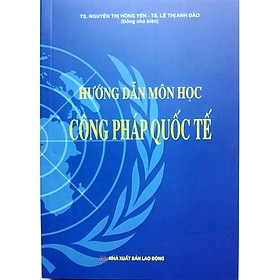 TS. NGUYỄN THỊ HỒNG YẾN - TS. LÊ THỊ ANH ĐÀO
(Đồng chủ biên)
HƯỚNG DẪN MÔN HỌC
CÔNG PHÁP QUỐC TẾ
NHÀ XUẤT BẢN LAO ĐỘNG